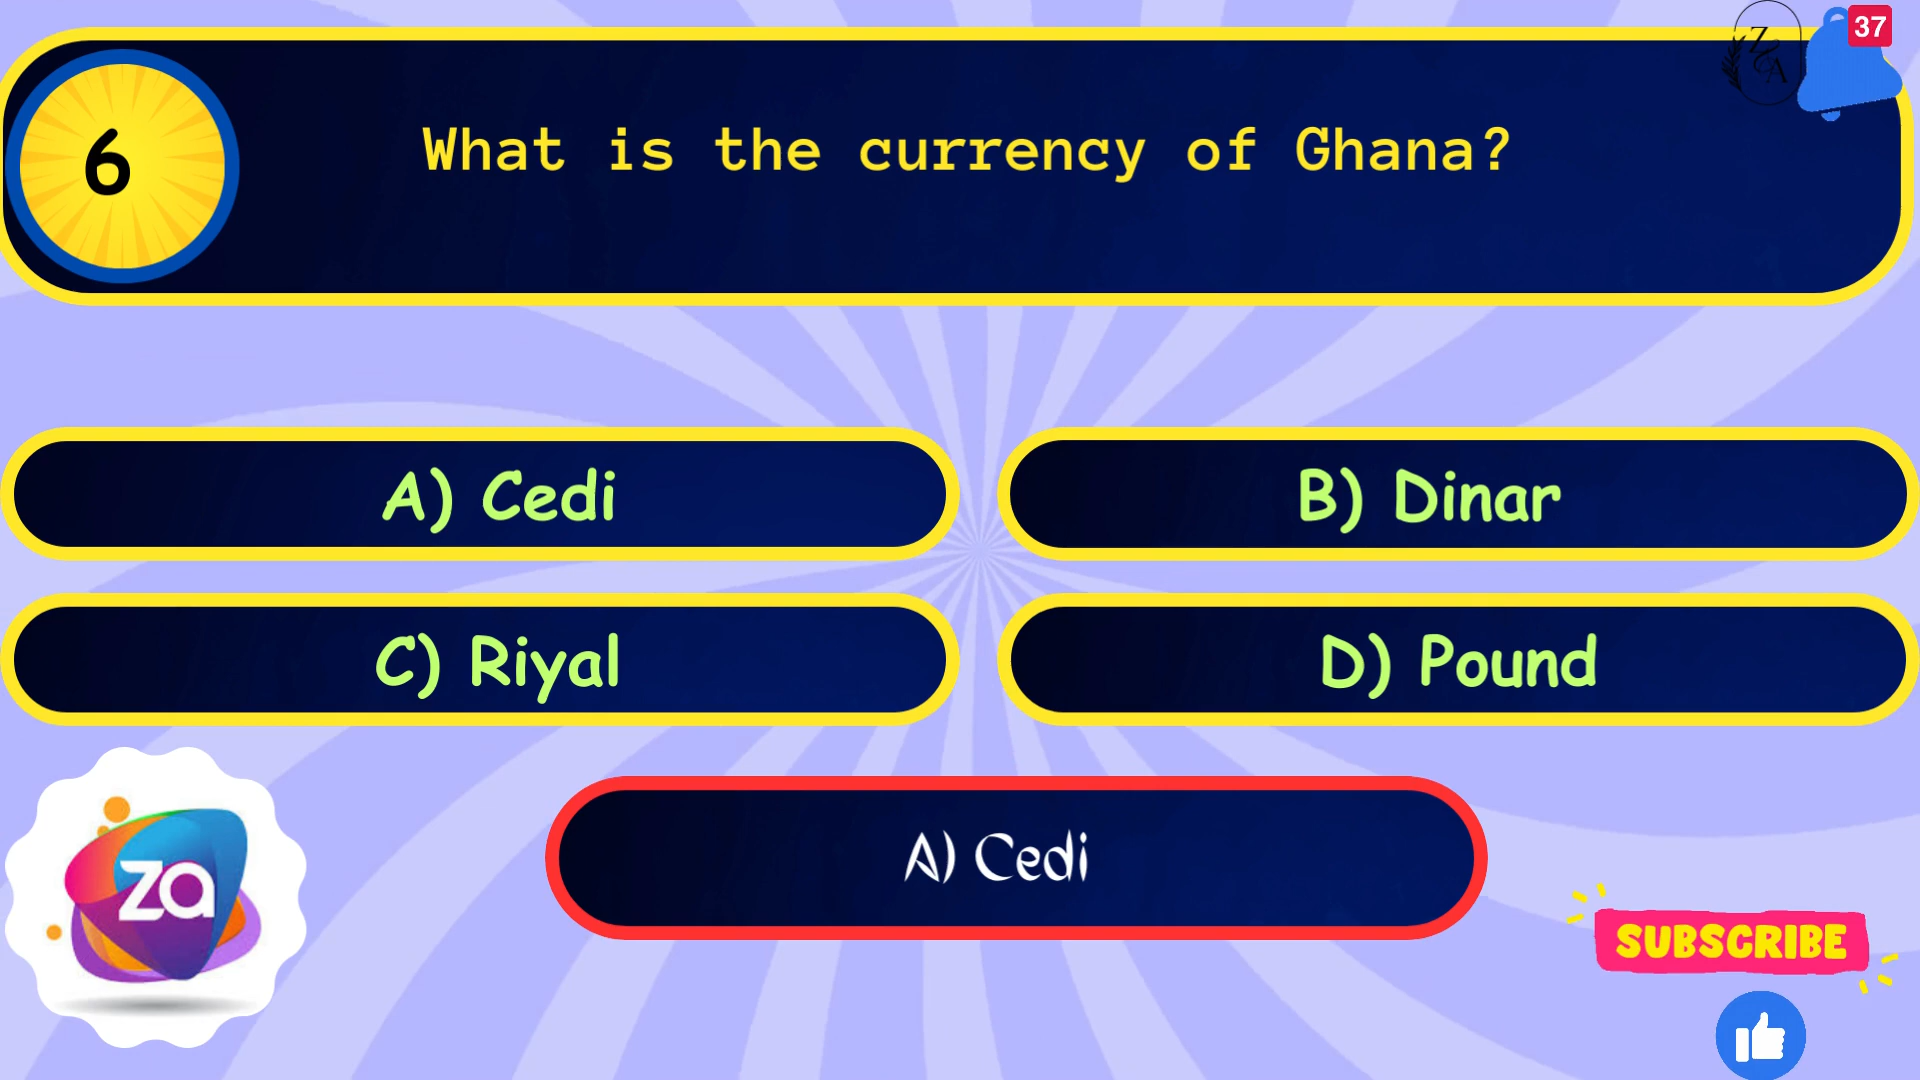 37
Z
&
A
6
What is the currency of Ghana?
A) Cedi
B) Dinar
C) Riyal
D) Pound
za
A) Cedi
SUBSCRIBE